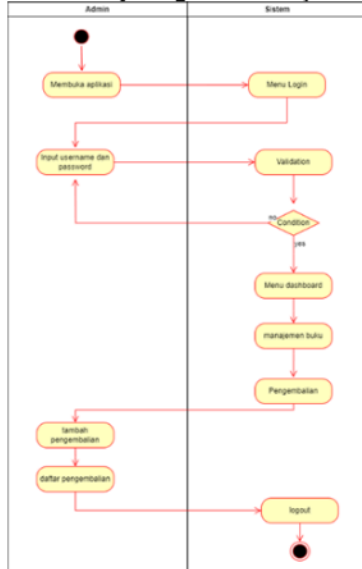 Admin
Sistem
Membuka aplikasi
Menu Login
Input username dan
password
Validation
no
Condition
yes
Menu dashboard
manajemen buku
Pengembalian
tambah
pengembalian
daftar pengembalian
logout